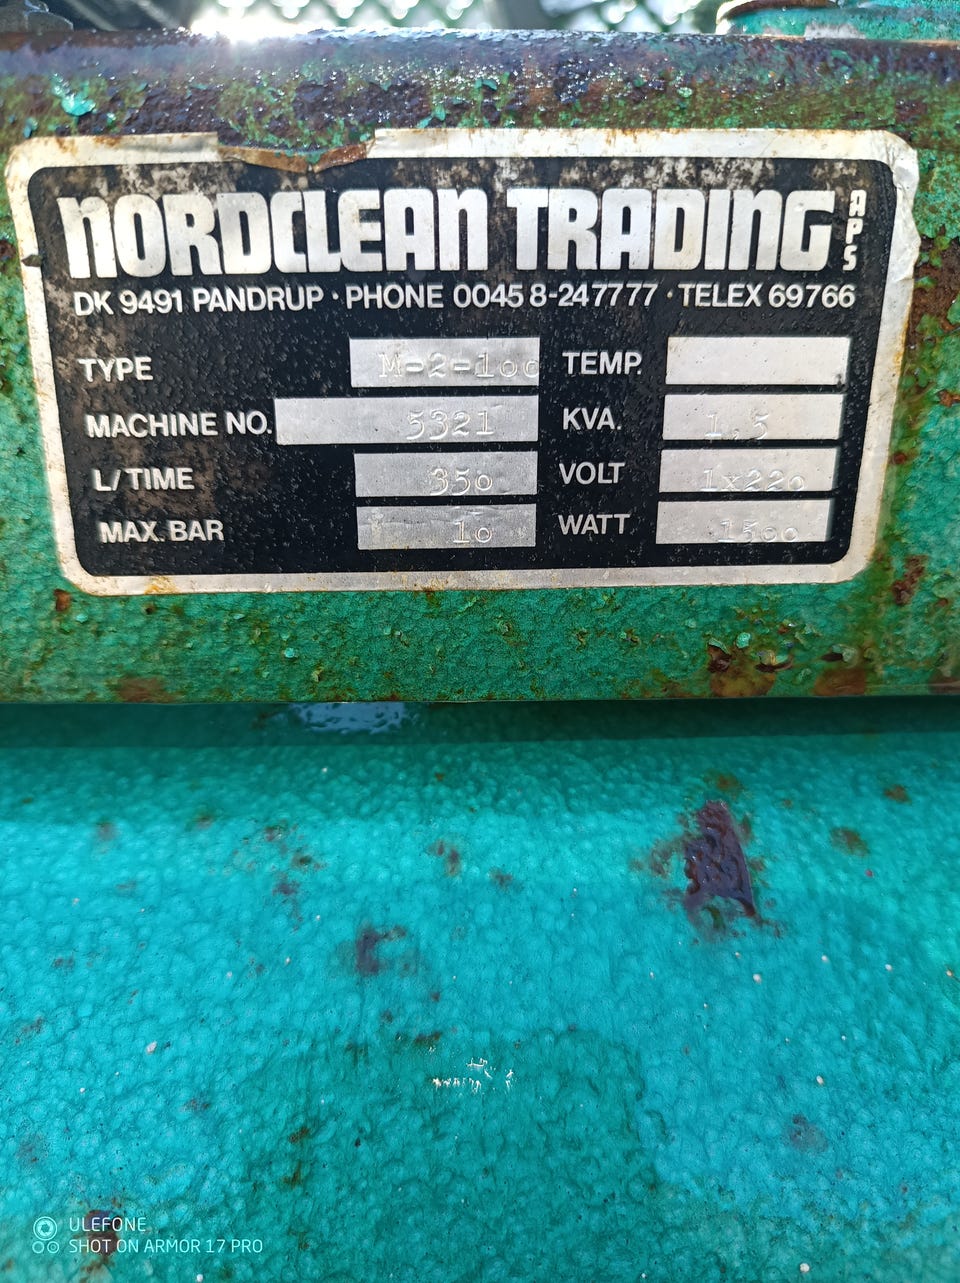 NORDCLEAN TRADING APS
DK 9491 PANDRUP · PHONE 0045 8-247777 · TELEX 69766
TYPE M-2-100 TEMP.
MACHINE NO. 5321 KVA. 1,5
L/TIME 350 VOLT 1x220
MAX. BAR 10 WATT 1500
ULEFONE
SHOT ON ARMOR 17 PRO